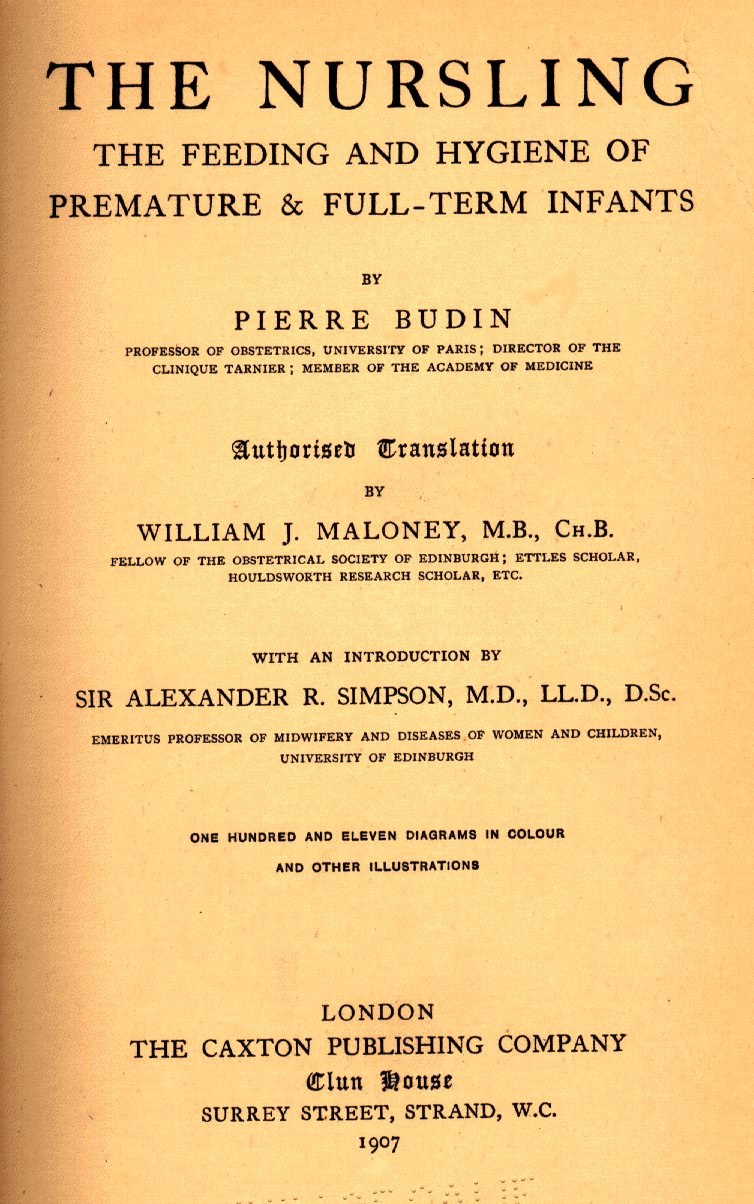 THE NURSLING
THE FEEDING AND HYGIENE OF
PREMATURE & FULL-TERM INFANTS
BY
PIERRE BUDIN
PROFESSOR OF OBSTETRICS, UNIVERSITY OF PARIS; DIRECTOR OF THE
CLINIQUE TARNIER; MEMBER OF THE ACADEMY OF MEDICINE
Authorised Translation
BY
WILLIAM J. MALONEY, M.B., CH.B.
FELLOW OF THE OBSTETRICAL SOCIETY OF EDINBURGH; ETTLES SCHOLAR,
HOULDSWORTH RESEARCH SCHOLAR, ETC.
WITH AN INTRODUCTION BY
SIR ALEXANDER R. SIMPSON, M.D., LL.D., D.Sc.
EMERITUS PROFESSOR OF MIDWIFERY AND DISEASES OF WOMEN AND CHILDREN,
UNIVERSITY OF EDINBURGH
ONE HUNDRED AND ELEVEN DIAGRAMS IN COLOUR
AND OTHER ILLUSTRATIONS
LONDON
THE CAXTON PUBLISHING COMPANY
Clun House
SURREY STREET, STRAND, W.C.
1907